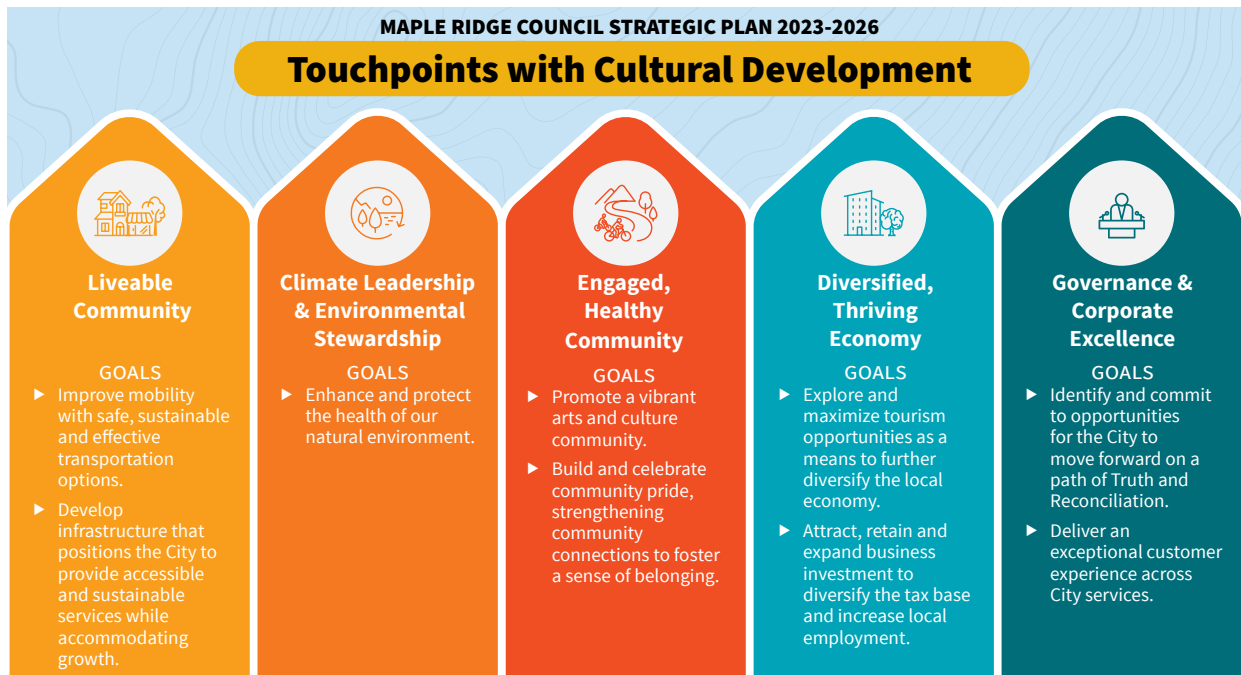 MAPLE RIDGE COUNCIL STRATEGIC PLAN 2023-2026
Touchpoints with Cultural Development
Liveable
Community
GOALS
▶ Improve mobility
with safe, sustainable
and effective
transportation
options.
▶ Develop
infrastructure that
positions the City to
provide accessible
and sustainable
services while
accommodating
growth.
Climate Leadership
& Environmental
Stewardship
GOALS
▶ Enhance and protect
the health of our
natural environment.
Engaged,
Healthy
Community
GOALS
▶ Promote a vibrant
arts and culture
community.
▶ Build and celebrate
community pride,
strengthening
community
connections to foster
a sense of belonging.
Diversified,
Thriving
Economy
GOALS
▶ Explore and
maximize tourism
opportunities as a
means to further
diversify the local
economy.
▶ Attract, retain and
expand business
investment to
diversify the tax base
and increase local
employment.
Governance &
Corporate
Excellence
GOALS
▶ Identify and commit
to opportunities
for the City to
move forward on a
path of Truth and
Reconciliation.
▶ Deliver an
exceptional customer
experience across
City services.